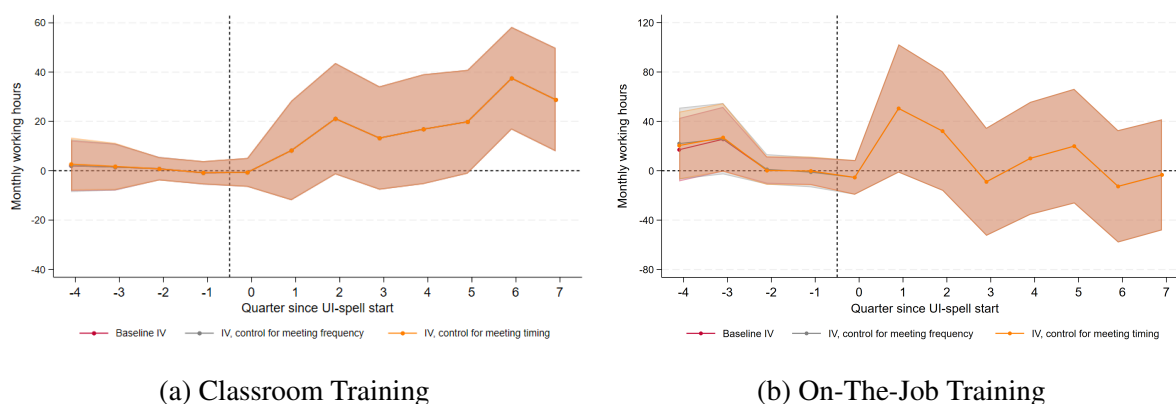 Monthly working hours
60
40
20
0
-20
-40
-4 -3 -2 -1 0 1 2 3 4 5 6 7
Quarter since UI-spell start
Baseline IV IV, control for meeting frequency IV, control for meeting timing
(a) Classroom Training
Monthly working hours
120
80
40
0
-40
-80
-4 -3 -2 -1 0 1 2 3 4 5 6 7
Quarter since UI-spell start
Baseline IV IV, control for meeting frequency IV, control for meeting timing
(b) On-The-Job Training